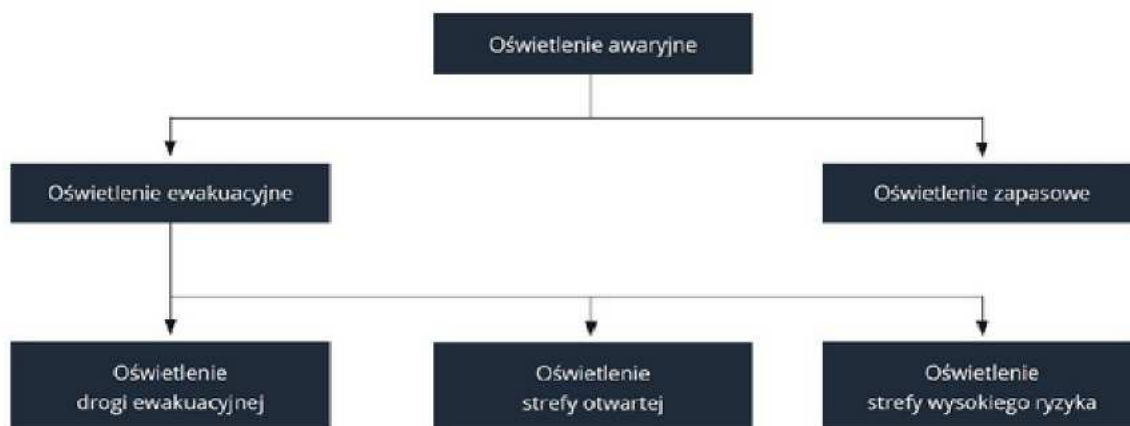 Oświetlenie awaryjne
Oświetlenie ewakuacyjne
Oświetlenie zapasowe
Oświetlenie
drogi ewakuacyjnej
Oświetlenie
strefy otwartej
Oświetlenie
strefy wysokiego ryzyka